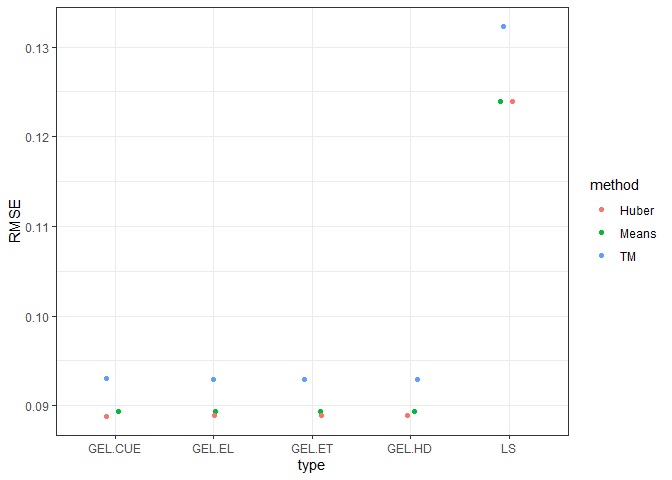 0.13
0.12
0.11
0.10
0.09
RMSE
GEL.CUE GEL.EL GEL.ET GEL.HD LS
type
method
Huber
Means
TM